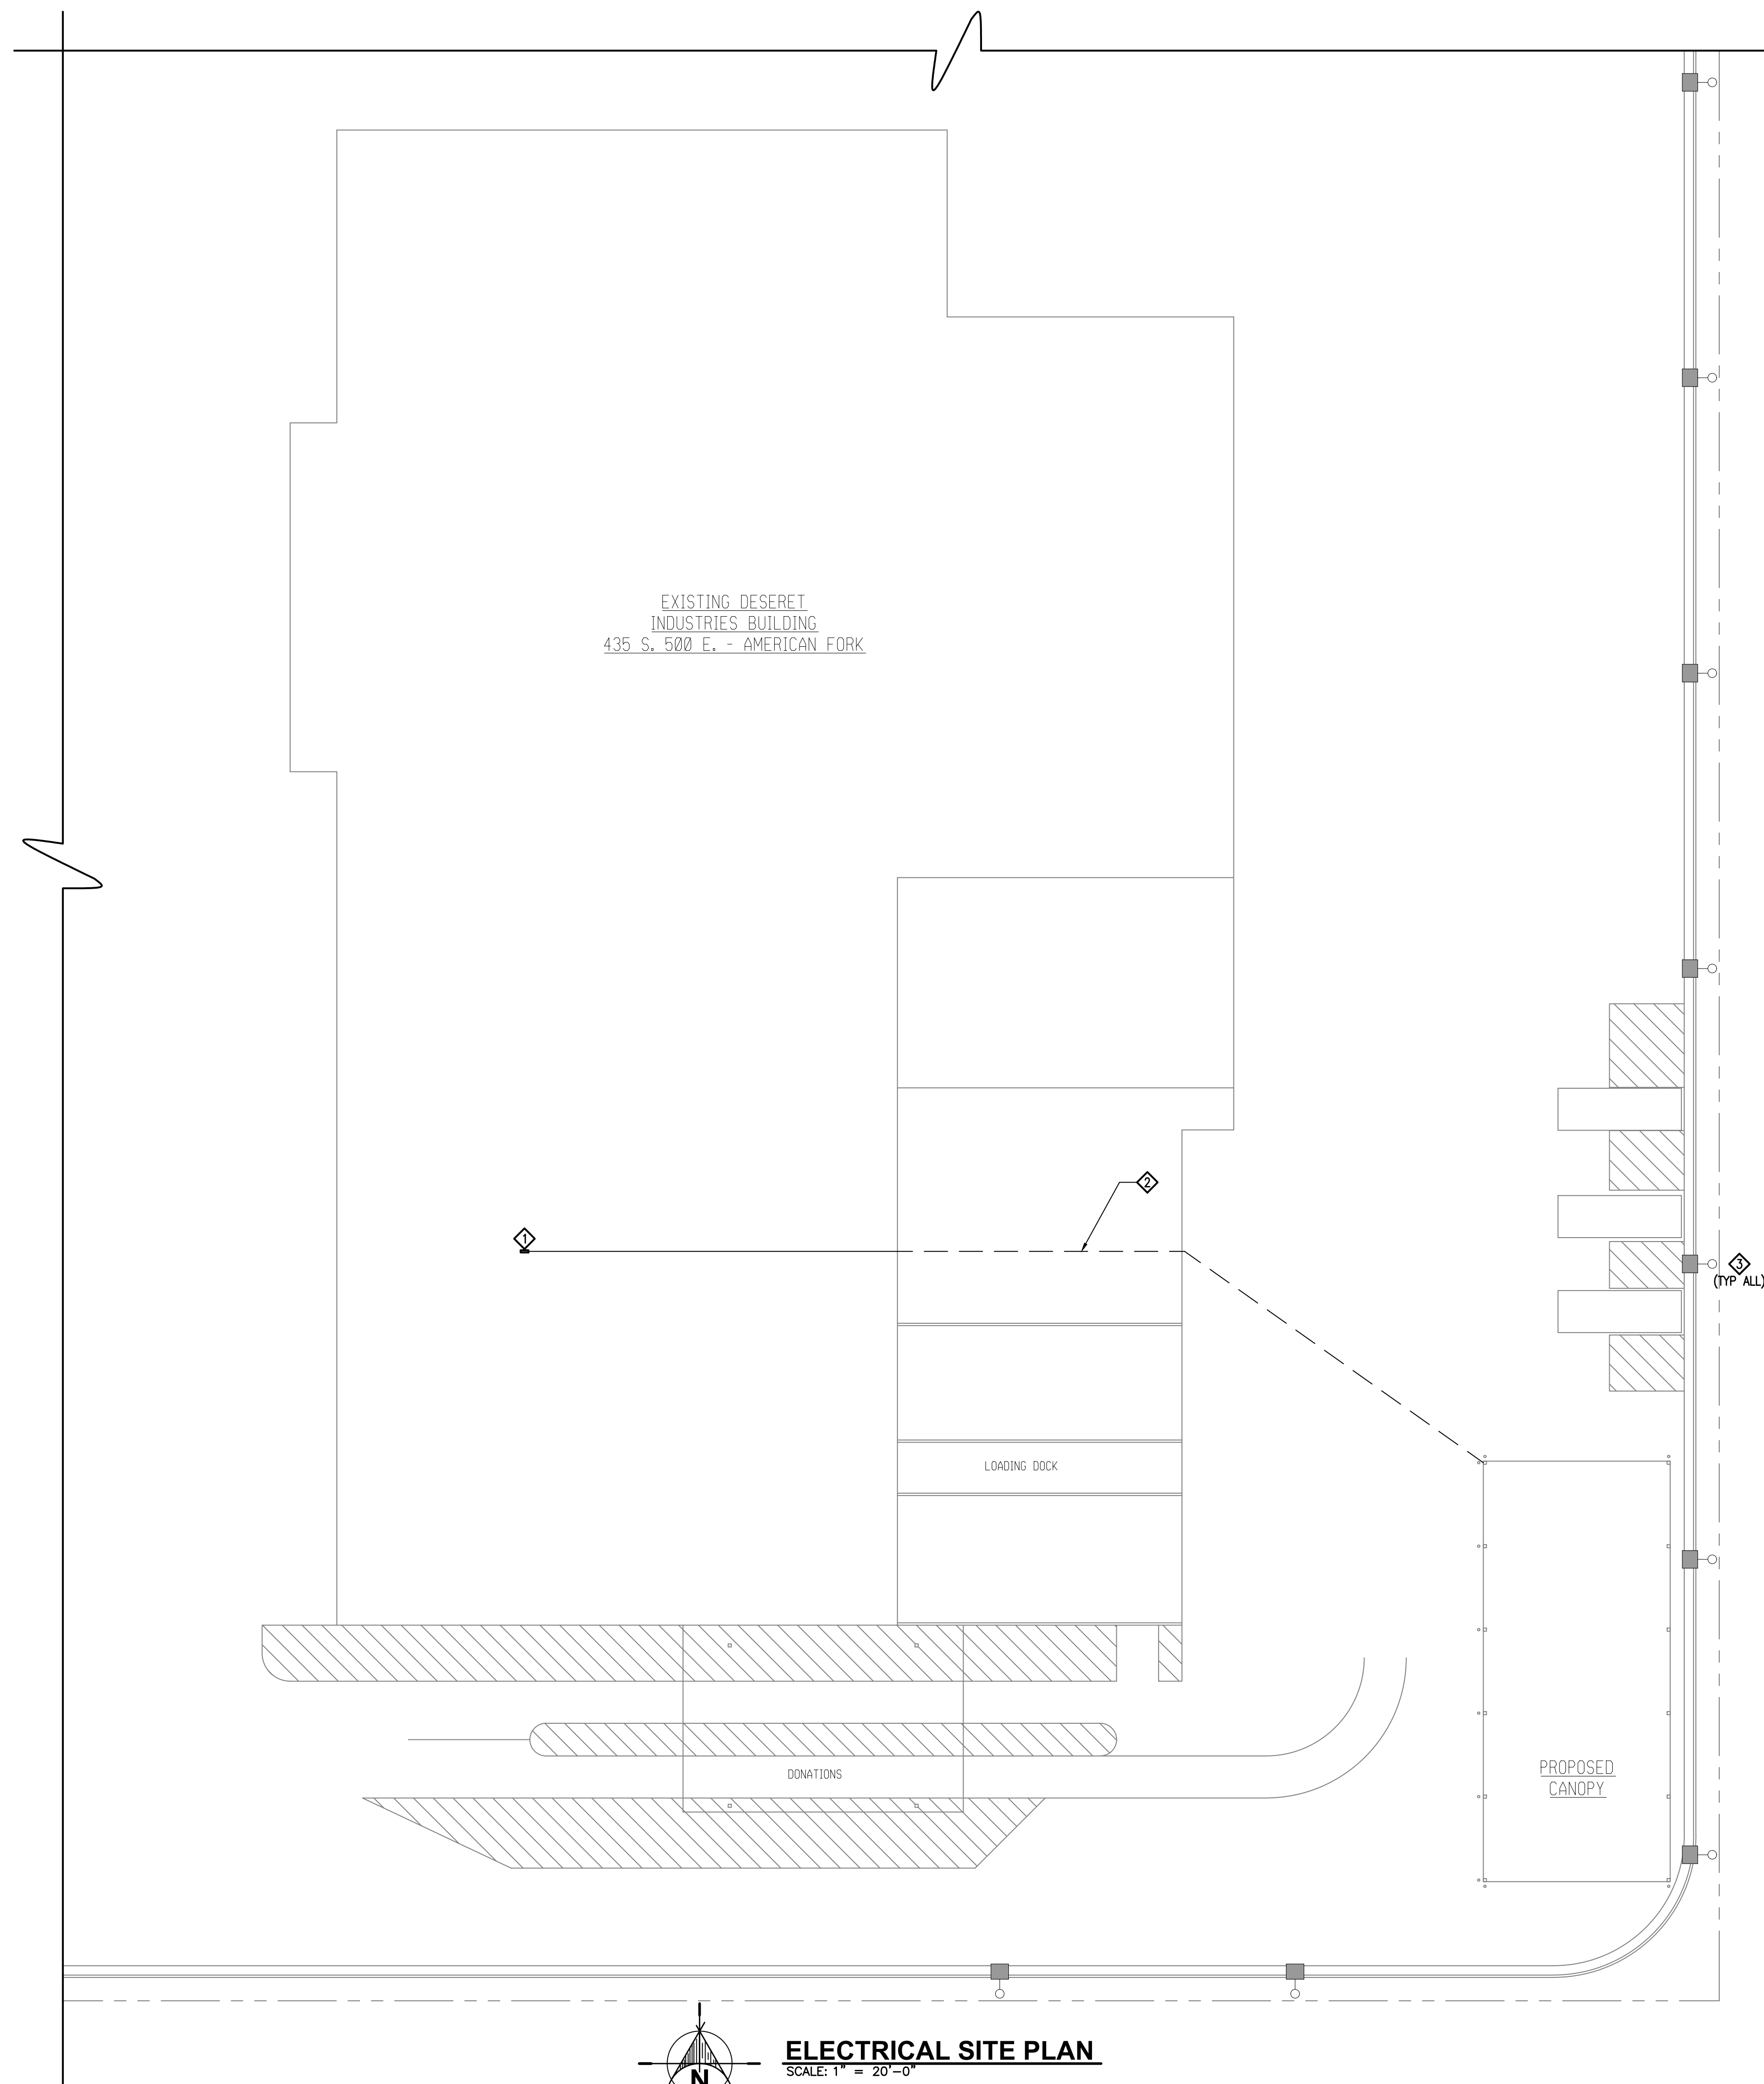 EXISTING DESERET
INDUSTRIES BUILDING
435 S. 500 E. - AMERICAN FORK
2
1
3
(TYP ALL)
LOADING DOCK
DONATIONS
PROPOSED
CANOPY
N
ELECTRICAL SITE PLAN
SCALE: 1" = 20'-0"